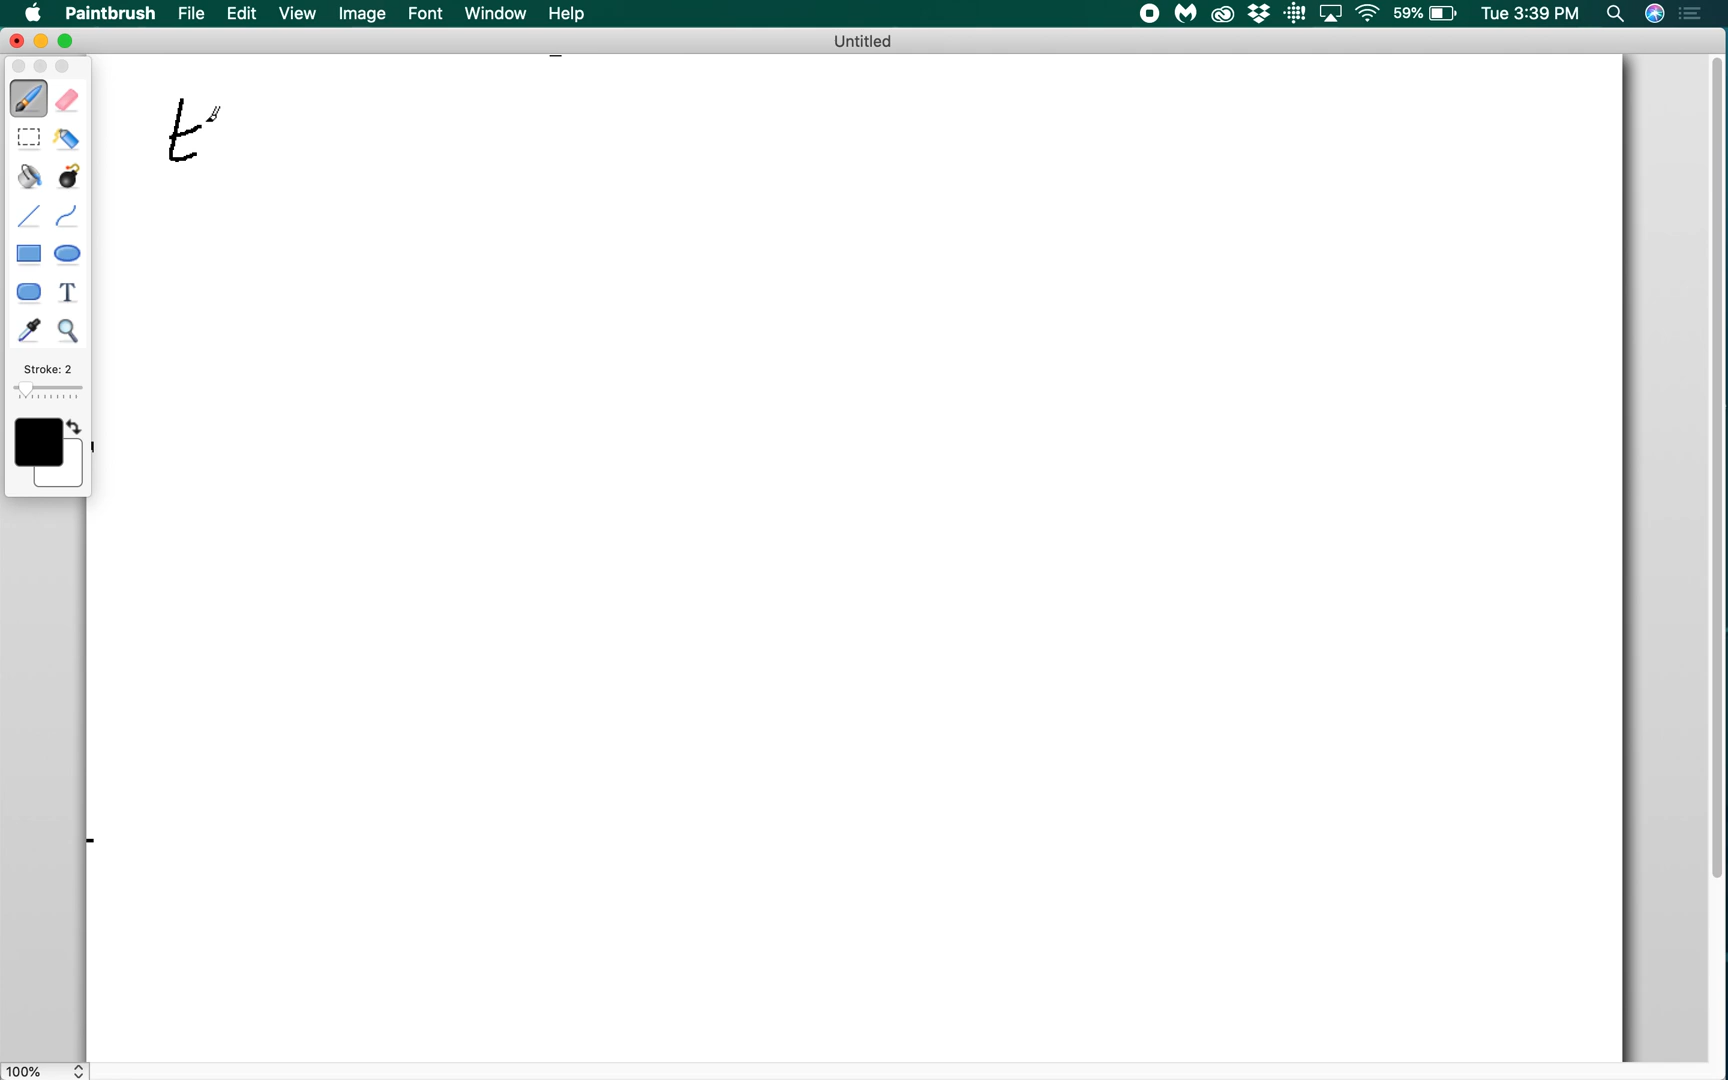 Paintbrush File Edit View Image Font Window Help 59% Tue 3:39 PM
Untitled
t
T
Stroke: 2
100%